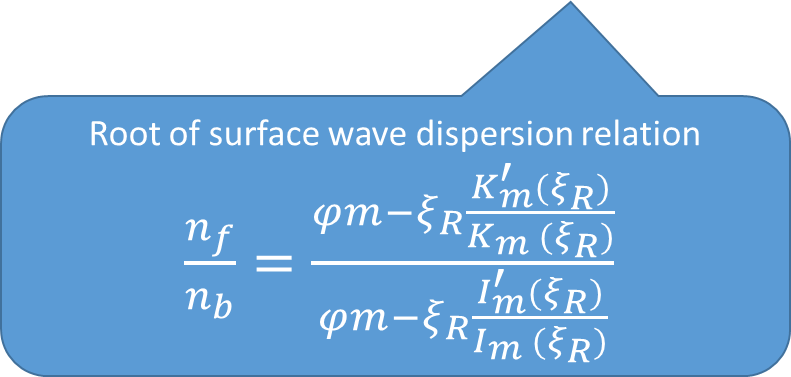 Root of surface wave dispersion relation
n_f/n_b = (φm−ξ_R K′_m(ξ_R)/K_m (ξ_R))/(φm−ξ_R I′_m(ξ_R)/I_m (ξ_R))